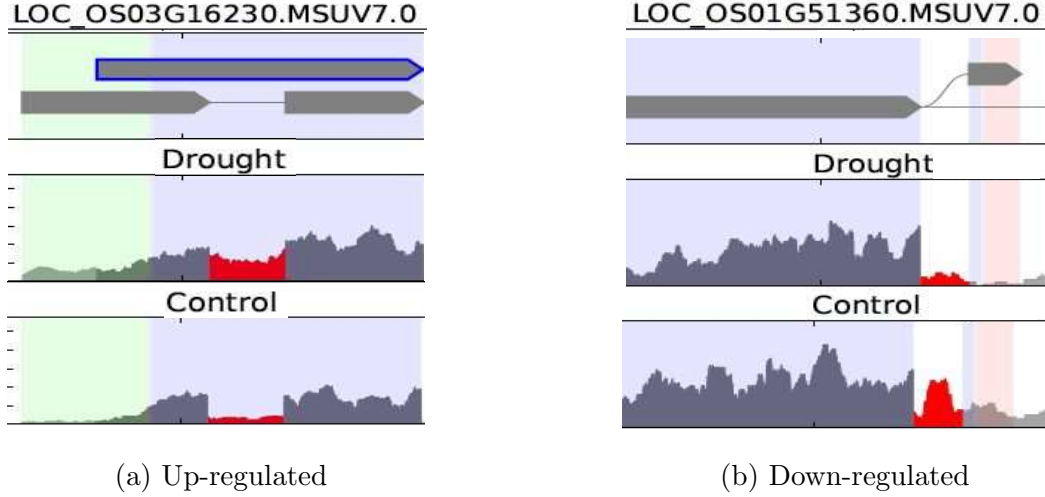 LOC_OS03G16230.MSUV7.0
Drought
Control
(a) Up-regulated
LOC_OS01G51360.MSUV7.0
Drought
Control
(b) Down-regulated